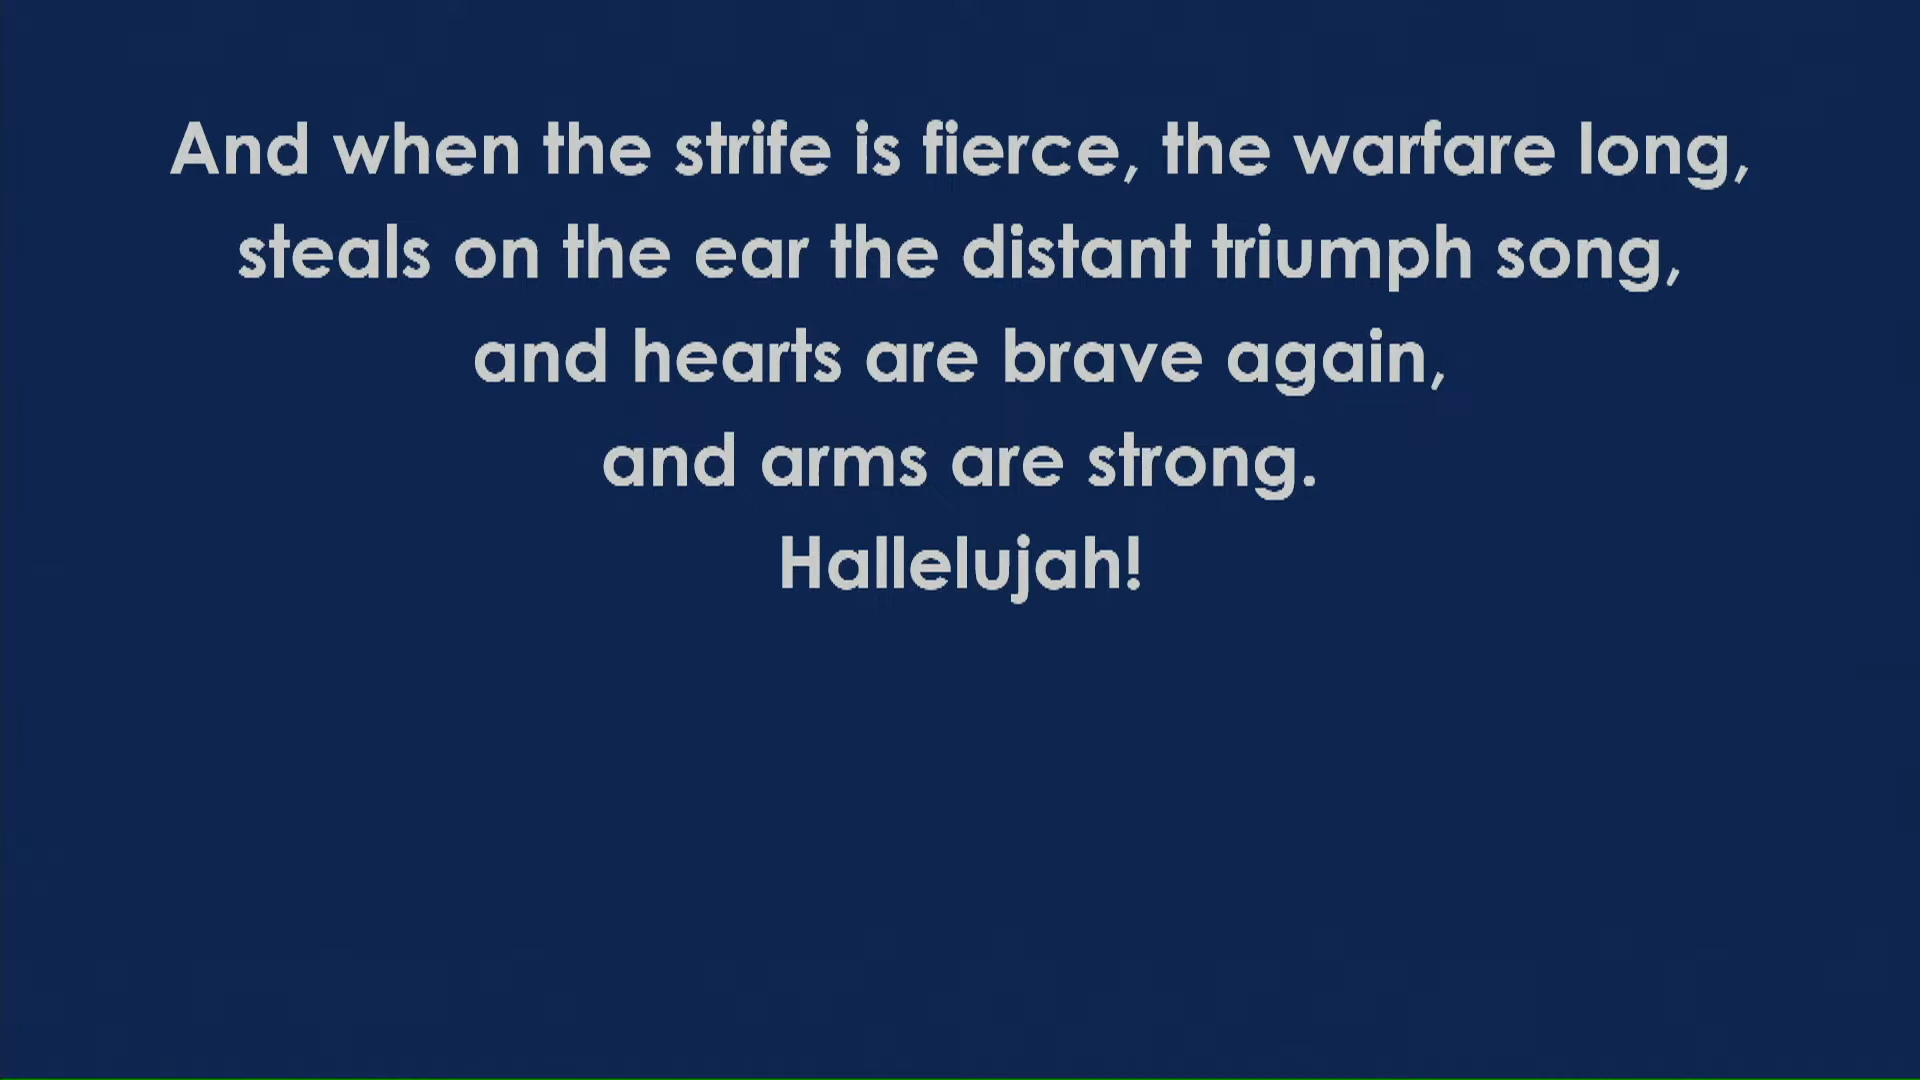 And when the strife is fierce, the warfare long,
steals on the ear the distant triumph song,
and hearts are brave again,
and arms are strong.
Hallelujah!